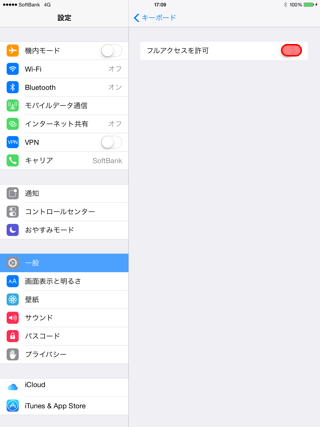 SoftBank 4G
17:09
100%
設定
キーボード
フルアクセスを許可
機内モード
Wi-Fi オフ
Bluetooth オン
モバイルデータ通信
インターネット共有 オフ
VPN VPN
キャリア SoftBank
通知
コントロールセンター
おやすみモード
一般
AA 画面表示と明るさ
壁紙
サウンド
パスコード
プライバシー
iCloud
iTunes & App Store